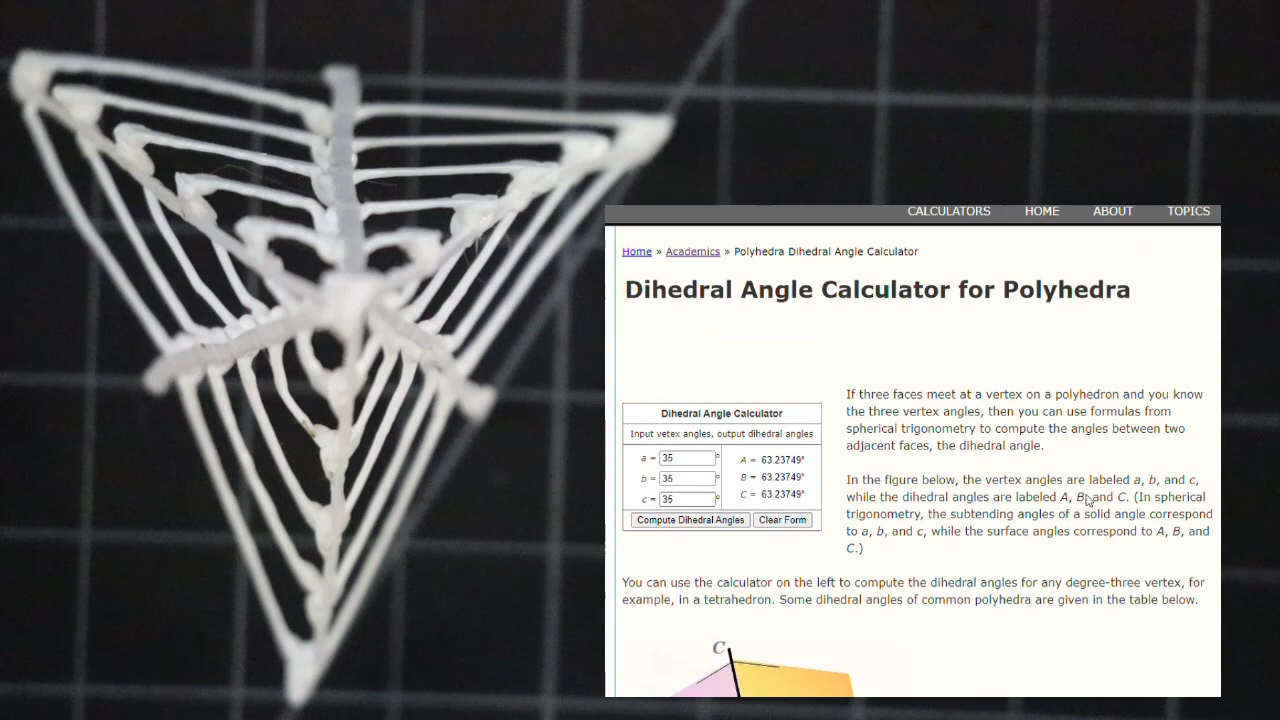 CALCULATORS HOME ABOUT TOPICS
Home » Academics » Polyhedra Dihedral Angle Calculator
Dihedral Angle Calculator for Polyhedra
Dihedral Angle Calculator
Input vetex angles, output dihedral angles
a = 35° A = 63.23749°
b = 35° B = 63.23749°
c = 35° C = 63.23749°
Compute Dihedral Angles Clear Form
If three faces meet at a vertex on a polyhedron and you know
the three vertex angles, then you can use formulas from
spherical trigonometry to compute the angles between two
adjacent faces, the dihedral angle.
In the figure below, the vertex angles are labeled a, b, and c,
while the dihedral angles are labeled A, B, and C. (In spherical
trigonometry, the subtending angles of a solid angle correspond
to a, b, and c, while the surface angles correspond to A, B, and
C.)
You can use the calculator on the left to compute the dihedral angles for any degree-three vertex, for
example, in a tetrahedron. Some dihedral angles of common polyhedra are given in the table below.
C